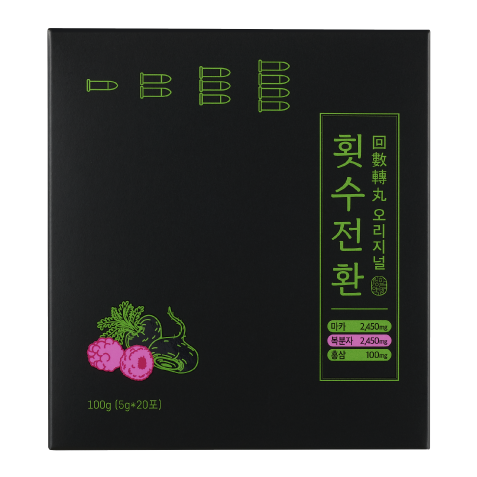 횟수전환
回數轉丸 오리지널
마카 2,450mg
복분자 2,450mg
홍삼 100mg
100g (5g*20포)